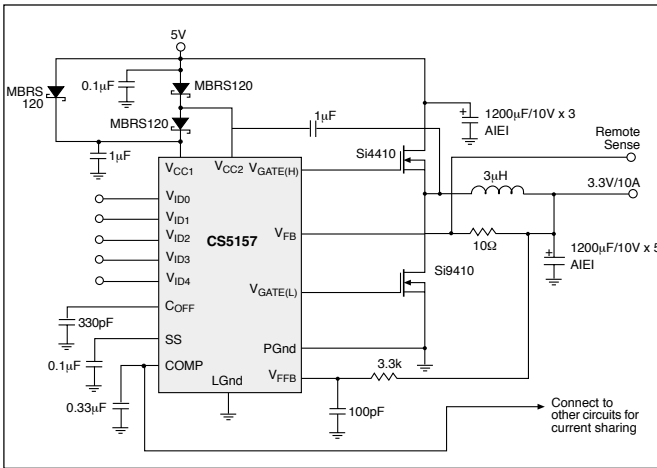 5V
MBRS
120
0.1μF
MBRS120
MBRS120
1μF
1μF
1200μF/10V x 3
AIEI
Remote
Sense
Si4410
3μH
3.3V/10A
VCC1
VCC2
VGATE(H)
VID0
VID1
VID2
VID3
VID4
CS5157
VFB
10Ω
1200μF/10V x 5
AIEI
Si9410
VGATE(L)
COFF
330pF
SS
0.1μF
COMP
0.33μF
LGnd
PGnd
VFFB
3.3k
100pF
Connect to
other circuits for
current sharing